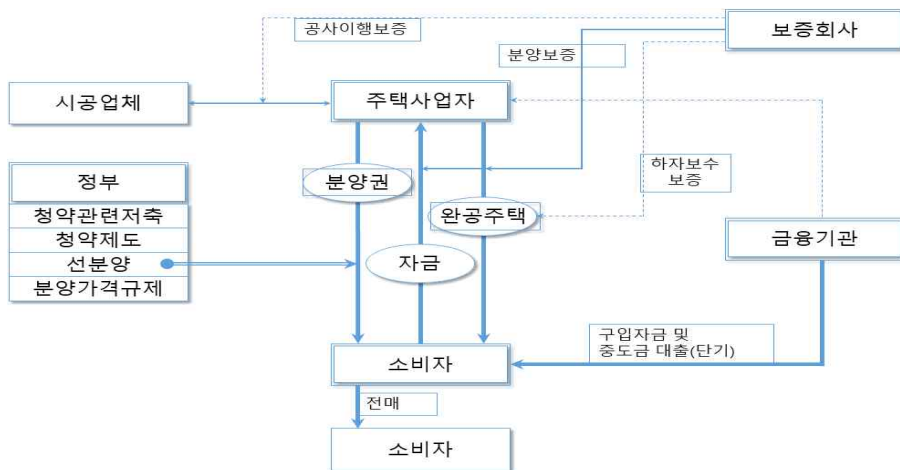 공사이행보증
보증회사
분양보증
시공업체
주택사업자
정부
청약관련저축
청약제도
선분양
분양가격규제
분양권
하자보수
보증
완공주택
금융기관
자금
구입자금 및
중도금 대출(단기)
소비자
전매
소비자